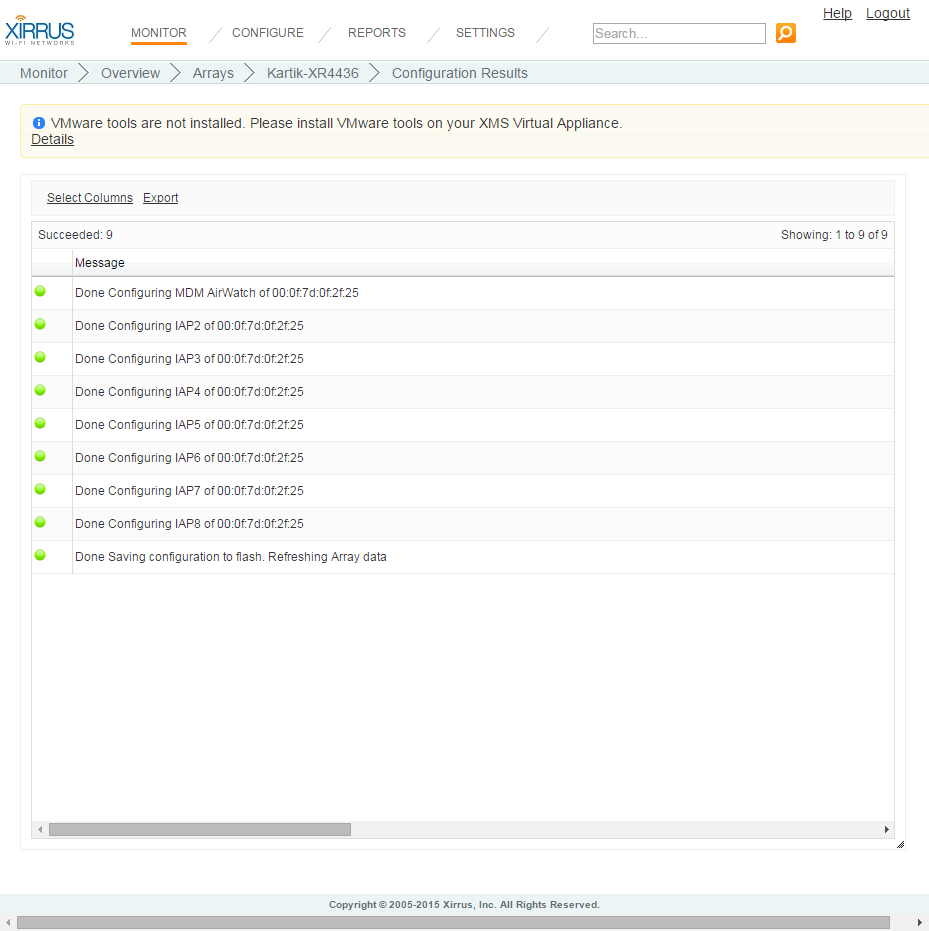 Help Logout
XIRRUS
WI-FI NETWORKS
MONITOR CONFIGURE REPORTS SETTINGS Search...
Monitor Overview Arrays Kartik-XR4436 Configuration Results
VMware tools are not installed. Please install VMware tools on your XMS Virtual Appliance.
Details
Select Columns Export
Succeeded: 9 Showing: 1 to 9 of 9
Message
Done Configuring MDM AirWatch of 00:0f:7d:0f:2f:25
Done Configuring IAP2 of 00:0f:7d:0f:2f:25
Done Configuring IAP3 of 00:0f:7d:0f:2f:25
Done Configuring IAP4 of 00:0f:7d:0f:2f:25
Done Configuring IAP5 of 00:0f:7d:0f:2f:25
Done Configuring IAP6 of 00:0f:7d:0f:2f:25
Done Configuring IAP7 of 00:0f:7d:0f:2f:25
Done Configuring IAP8 of 00:0f:7d:0f:2f:25
Done Saving configuration to flash. Refreshing Array data
Copyright © 2005-2015 Xirrus, Inc. All Rights Reserved.